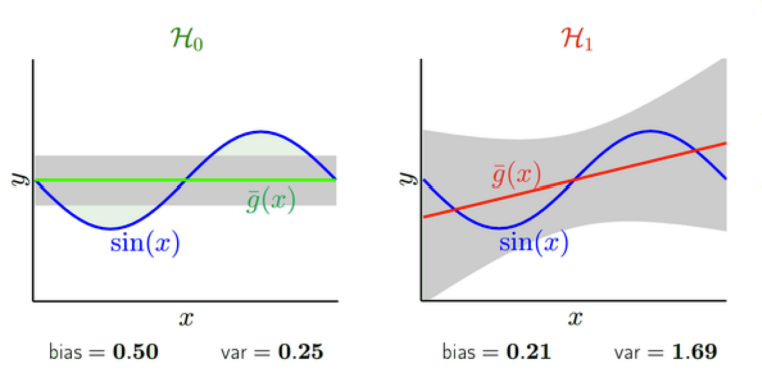 ℋ₀
y
ḡ(x)
sin(x)
x
bias = 0.50 var = 0.25
ℋ₁
y
ḡ(x)
sin(x)
x
bias = 0.21 var = 1.69